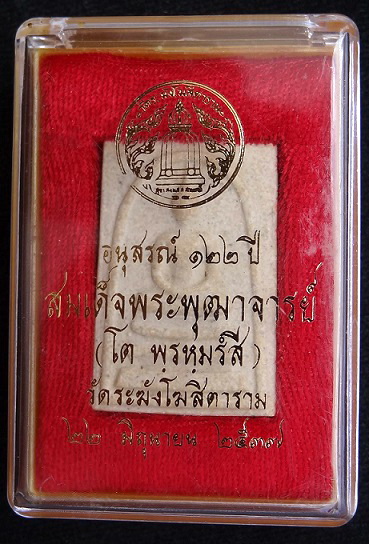 อนุสรณ์ ๑๒๒ ปี
สมเด็จพระพุฒาจารย์
(โต พรหมรังสี)
วัดระฆังโฆสิตาราม
๒๒ มิถุนายน ๒๕๓๗